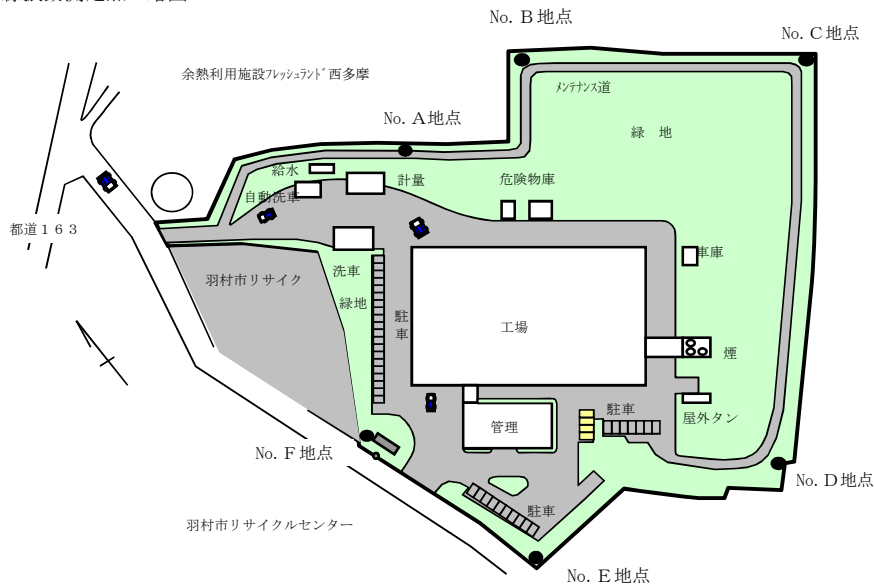 No. B地点
No. C地点
余熱利用施設フレッシュランド西多摩
メンテナンス道
No. A地点
緑 地
給水
計量
危険物庫
自動洗車
都道163
車庫
洗車
羽村市リサイク
緑地
駐車
工場
煙
駐車
屋外タン
管理
No. F地点
No. D地点
駐車
羽村市リサイクルセンター
No. E地点